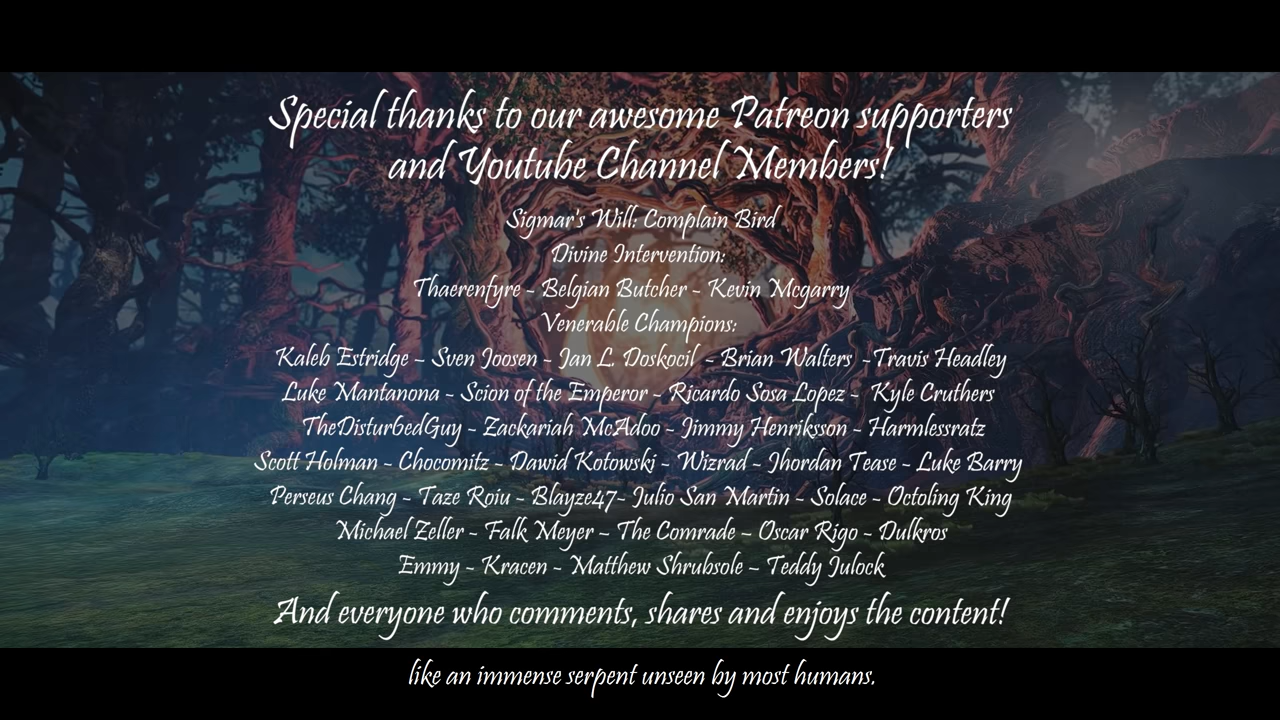 Special thanks to our awesome Patreon supporters
and Youtube Channel Members!
Sigmar's Will: Complain Bird
Divine Intervention:
Thaerenfyre - Belgian Butcher - Kevin Mcgarry
Venerable Champions:
Kaleb Estridge - Sven Joosen - Jan L. Doskocil - Brian Walters - Travis Headley
Luke Mantanona - Scion of the Emperor - Ricardo Sosa Lopez - Kyle Cruthers
TheDisturbedGuy - Zackariah McAdoo - Jimmy Henriksson - Harmlessratz
Scott Holman - Chocomitz - Dawid Kotowski - Wizrad - Jhordan Tease - Luke Barry
Perseus Chang - Taze Roiu - Blayze47- Julio San Martin - Solace - Octoling King
Michael Zeller - Falk Meyer - The Comrade - Oscar Rigo - Dulkros
Emmy - Kracen - Matthew Shrubsole - Teddy Julock
And everyone who comments, shares and enjoys the content!
like an immense serpent unseen by most humans.